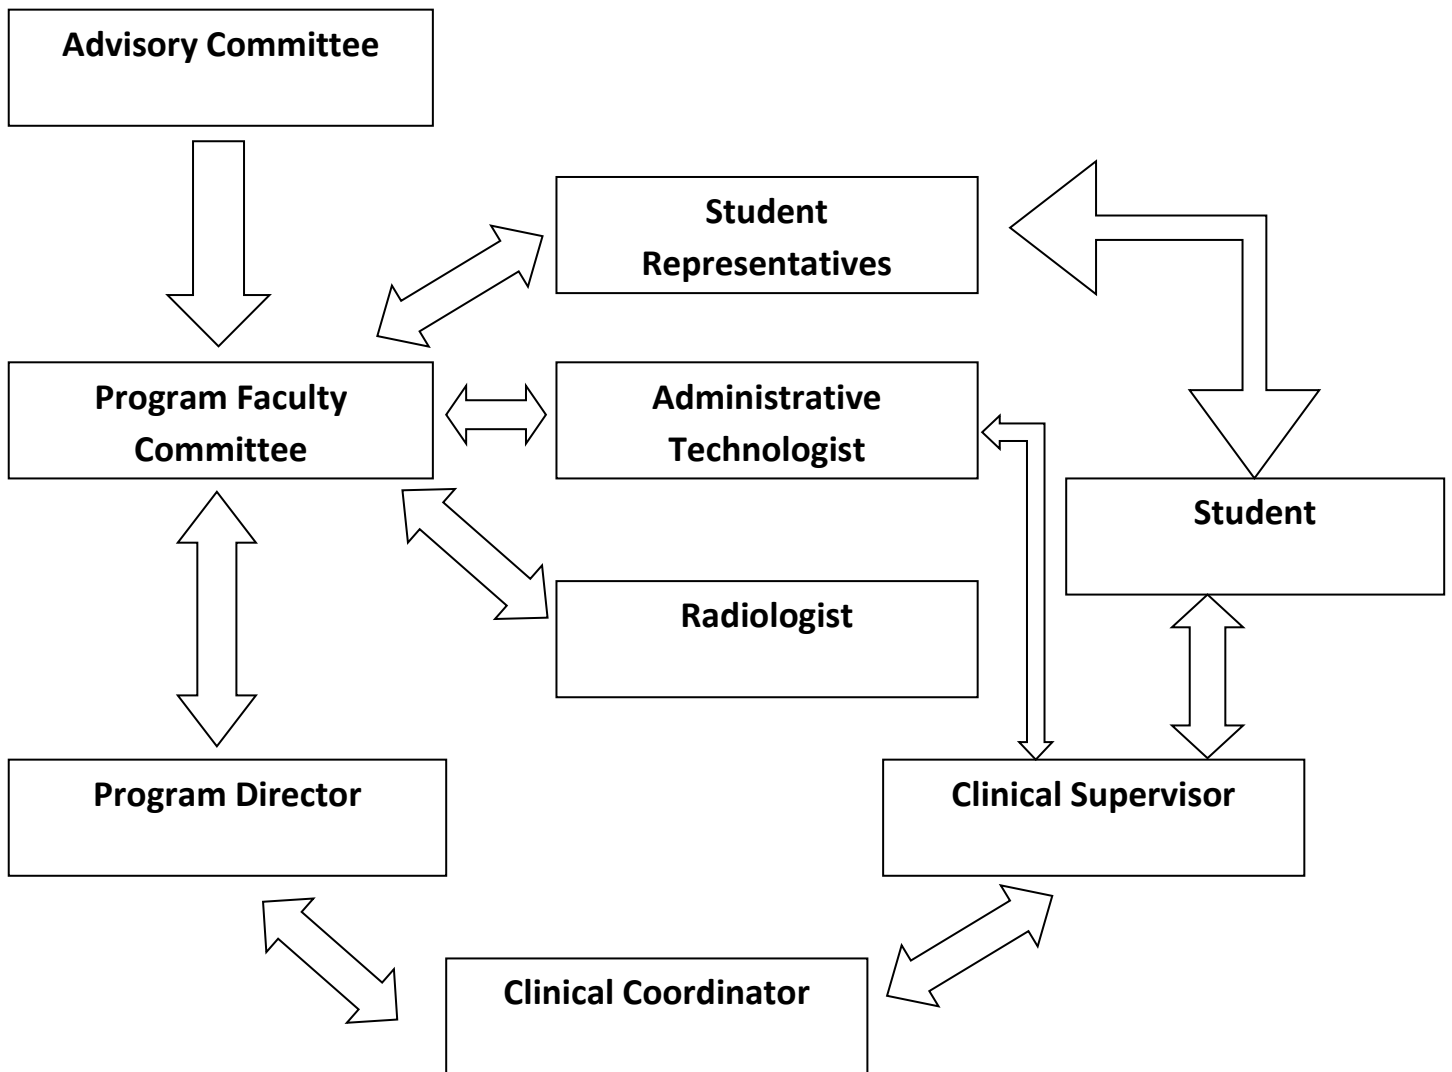 Advisory Committee
Student
Representatives
Program Faculty
Committee
Administrative
Technologist
Student
Radiologist
Program Director
Clinical Supervisor
Clinical Coordinator